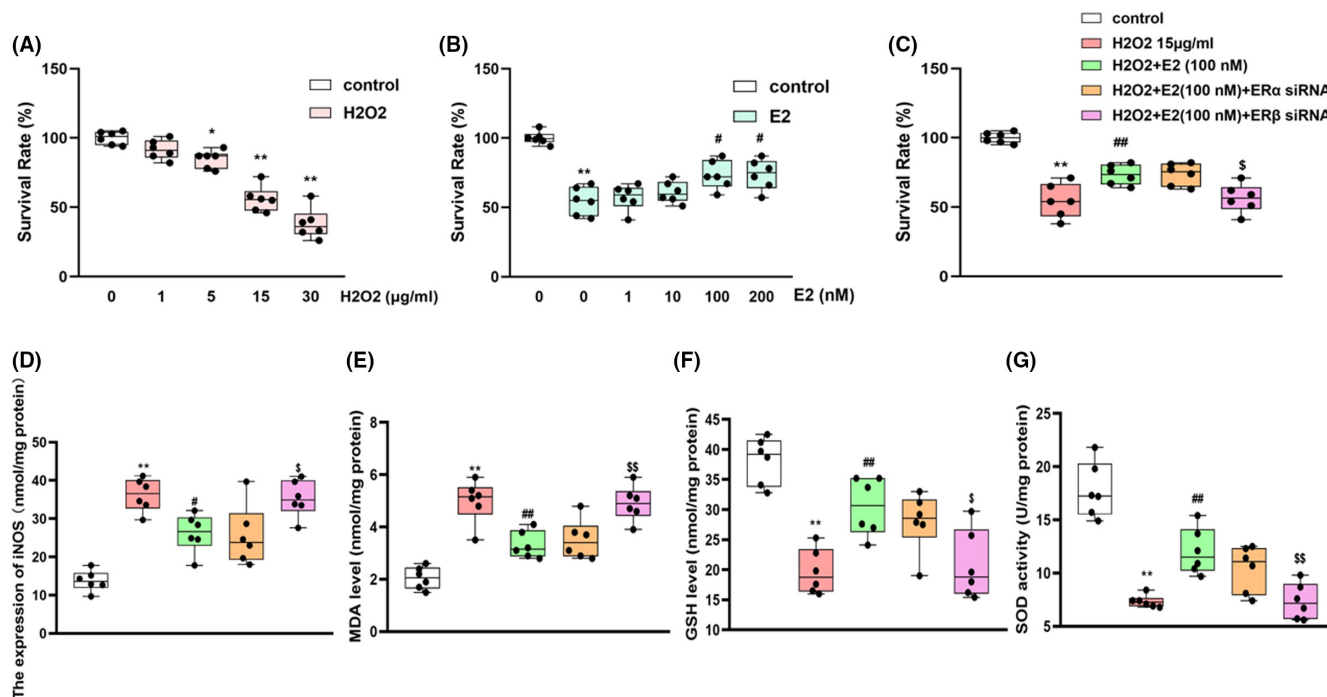 (A)
Survival Rate (%)
150
100
50
0
control
H2O2
*
**
**
0 1 5 15 30 H2O2 (μg/ml)
(B)
Survival Rate (%)
150
100
50
0
control
E2
**
#
#
0 0 1 10 100 200 E2 (nM)
(C)
control
H2O2 15μg/ml
H2O2+E2 (100 nM)
H2O2+E2(100 nM)+ERα siRNA
H2O2+E2(100 nM)+ERβ siRNA
Survival Rate (%)
150
100
50
0
**
##
$
(D)
The expression of iNOS (nmol/mg protein)
50
40
30
20
10
0
**
#
$
(E)
MDA level (nmol/mg protein)
8
6
4
2
0
**
##
$$
(F)
GSH level (nmol/mg protein)
45
40
35
30
25
20
15
10
**
##
$
(G)
SOD activity (U/mg protein)
25
20
15
10
5
**
##
$$